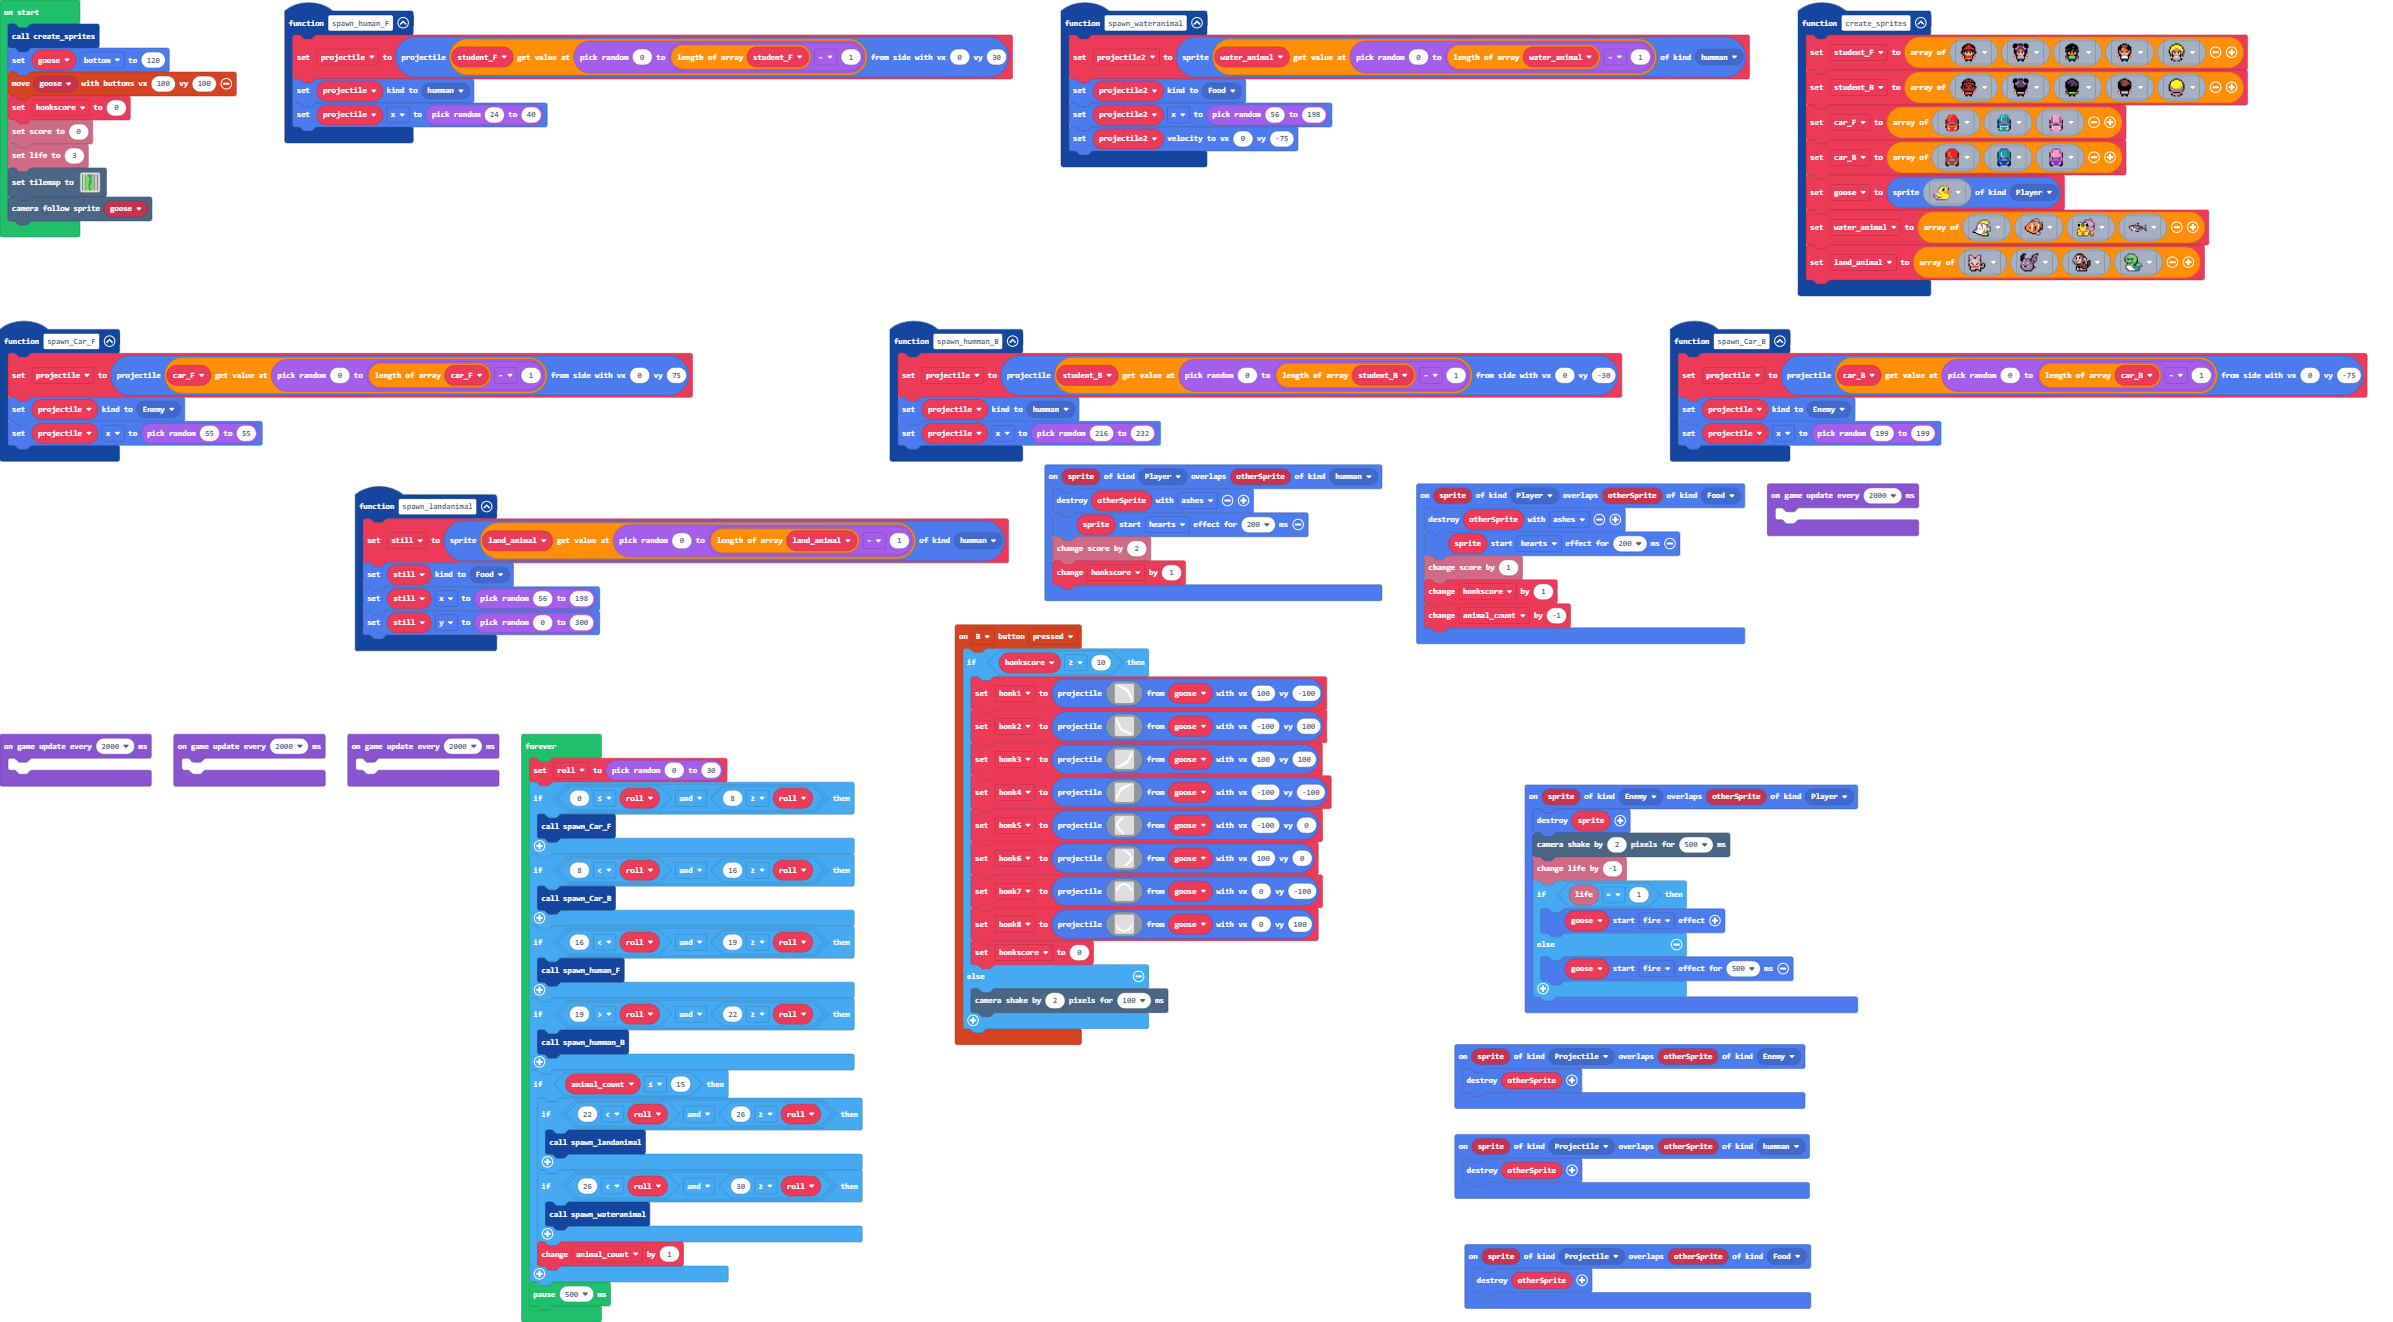 on start
call create_sprites
set goose bottom to 120
move goose with buttons vx 100 vy 100
set honkscore to 0
set score to 0
set life to 3
set tilemap to
camera follow sprite goose
function spawn_human_F
set projectile to projectile student_F get value at pick random 0 to length of array student_F - 1 from side with vx 0 vy 30
set projectile kind to humman
set projectile x to pick random 24 to 40
function spawn_wateranimal
set projectile2 to sprite water_animal get value at pick random 0 to length of array water_animal - 1 of kind humman
set projectile2 kind to Food
set projectile2 x to pick random 56 to 198
set projectile2 velocity to vx 0 vy -75
function create_sprites
set student_F to array of
set student_B to array of
set car_F to array of
set car_B to array of
set goose to sprite of kind Player
set water_animal to array of
set land_animal to array of
function spawn_Car_F
set projectile to projectile car_F get value at pick random 0 to length of array car_F - 1 from side with vx 0 vy 75
set projectile kind to Enemy
set projectile x to pick random 55 to 55
function spawn_humman_B
set projectile to projectile student_B get value at pick random 0 to length of array student_B - 1 from side with vx 0 vy -30
set projectile kind to humman
set projectile x to pick random 216 to 232
function spawn_Car_B
set projectile to projectile car_B get value at pick random 0 to length of array car_B - 1 from side with vx 0 vy -75
set projectile kind to Enemy
set projectile x to pick random 199 to 199
function spawn_landanimal
set still to sprite land_animal get value at pick random 0 to length of array land_animal - 1 of kind humman
set still kind to Food
set still x to pick random 56 to 198
set still y to pick random 0 to 300
on sprite of kind Player overlaps otherSprite of kind humman
destroy otherSprite with ashes
sprite start hearts effect for 200 ms
change score by 2
change honkscore by 1
on sprite of kind Player overlaps otherSprite of kind Food
destroy otherSprite with ashes
sprite start hearts effect for 200 ms
change score by 1
change honkscore by 1
change animal_count by -1
on game update every 2000 ms
on B button pressed
if honkscore ≥ 10 then
set honk1 to projectile from goose with vx 100 vy -100
set honk2 to projectile from goose with vx -100 vy 100
set honk3 to projectile from goose with vx 100 vy 100
set honk4 to projectile from goose with vx -100 vy -100
set honk5 to projectile from goose with vx -100 vy 0
set honk6 to projectile from goose with vx 100 vy 0
set honk7 to projectile from goose with vx 0 vy -100
set honk8 to projectile from goose with vx 0 vy 100
set honkscore to 0
else
camera shake by 2 pixels for 100 ms
on game update every 2000 ms
on game update every 2000 ms
on game update every 2000 ms
forever
set roll to pick random 0 to 30
if 0 ≤ roll and 8 ≥ roll then
call spawn_Car_F
if 8 < roll and 16 ≥ roll then
call spawn_Car_B
if 16 < roll and 19 ≥ roll then
call spawn_human_F
if 19 > roll and 22 ≥ roll then
call spawn_humman_B
if animal_count ≤ 15 then
if 22 < roll and 26 ≥ roll then
call spawn_landanimal
if 26 < roll and 30 ≥ roll then
call spawn_wateranimal
change animal_count by 1
pause 500 ms
on sprite of kind Enemy overlaps otherSprite of kind Player
destroy sprite
camera shake by 2 pixels for 500 ms
change life by -1
if life = 1 then
goose start fire effect
else
goose start fire effect for 500 ms
on sprite of kind Projectile overlaps otherSprite of kind Enemy
destroy otherSprite
on sprite of kind Projectile overlaps otherSprite of kind humman
destroy otherSprite
on sprite of kind Projectile overlaps otherSprite of kind Food
destroy otherSprite